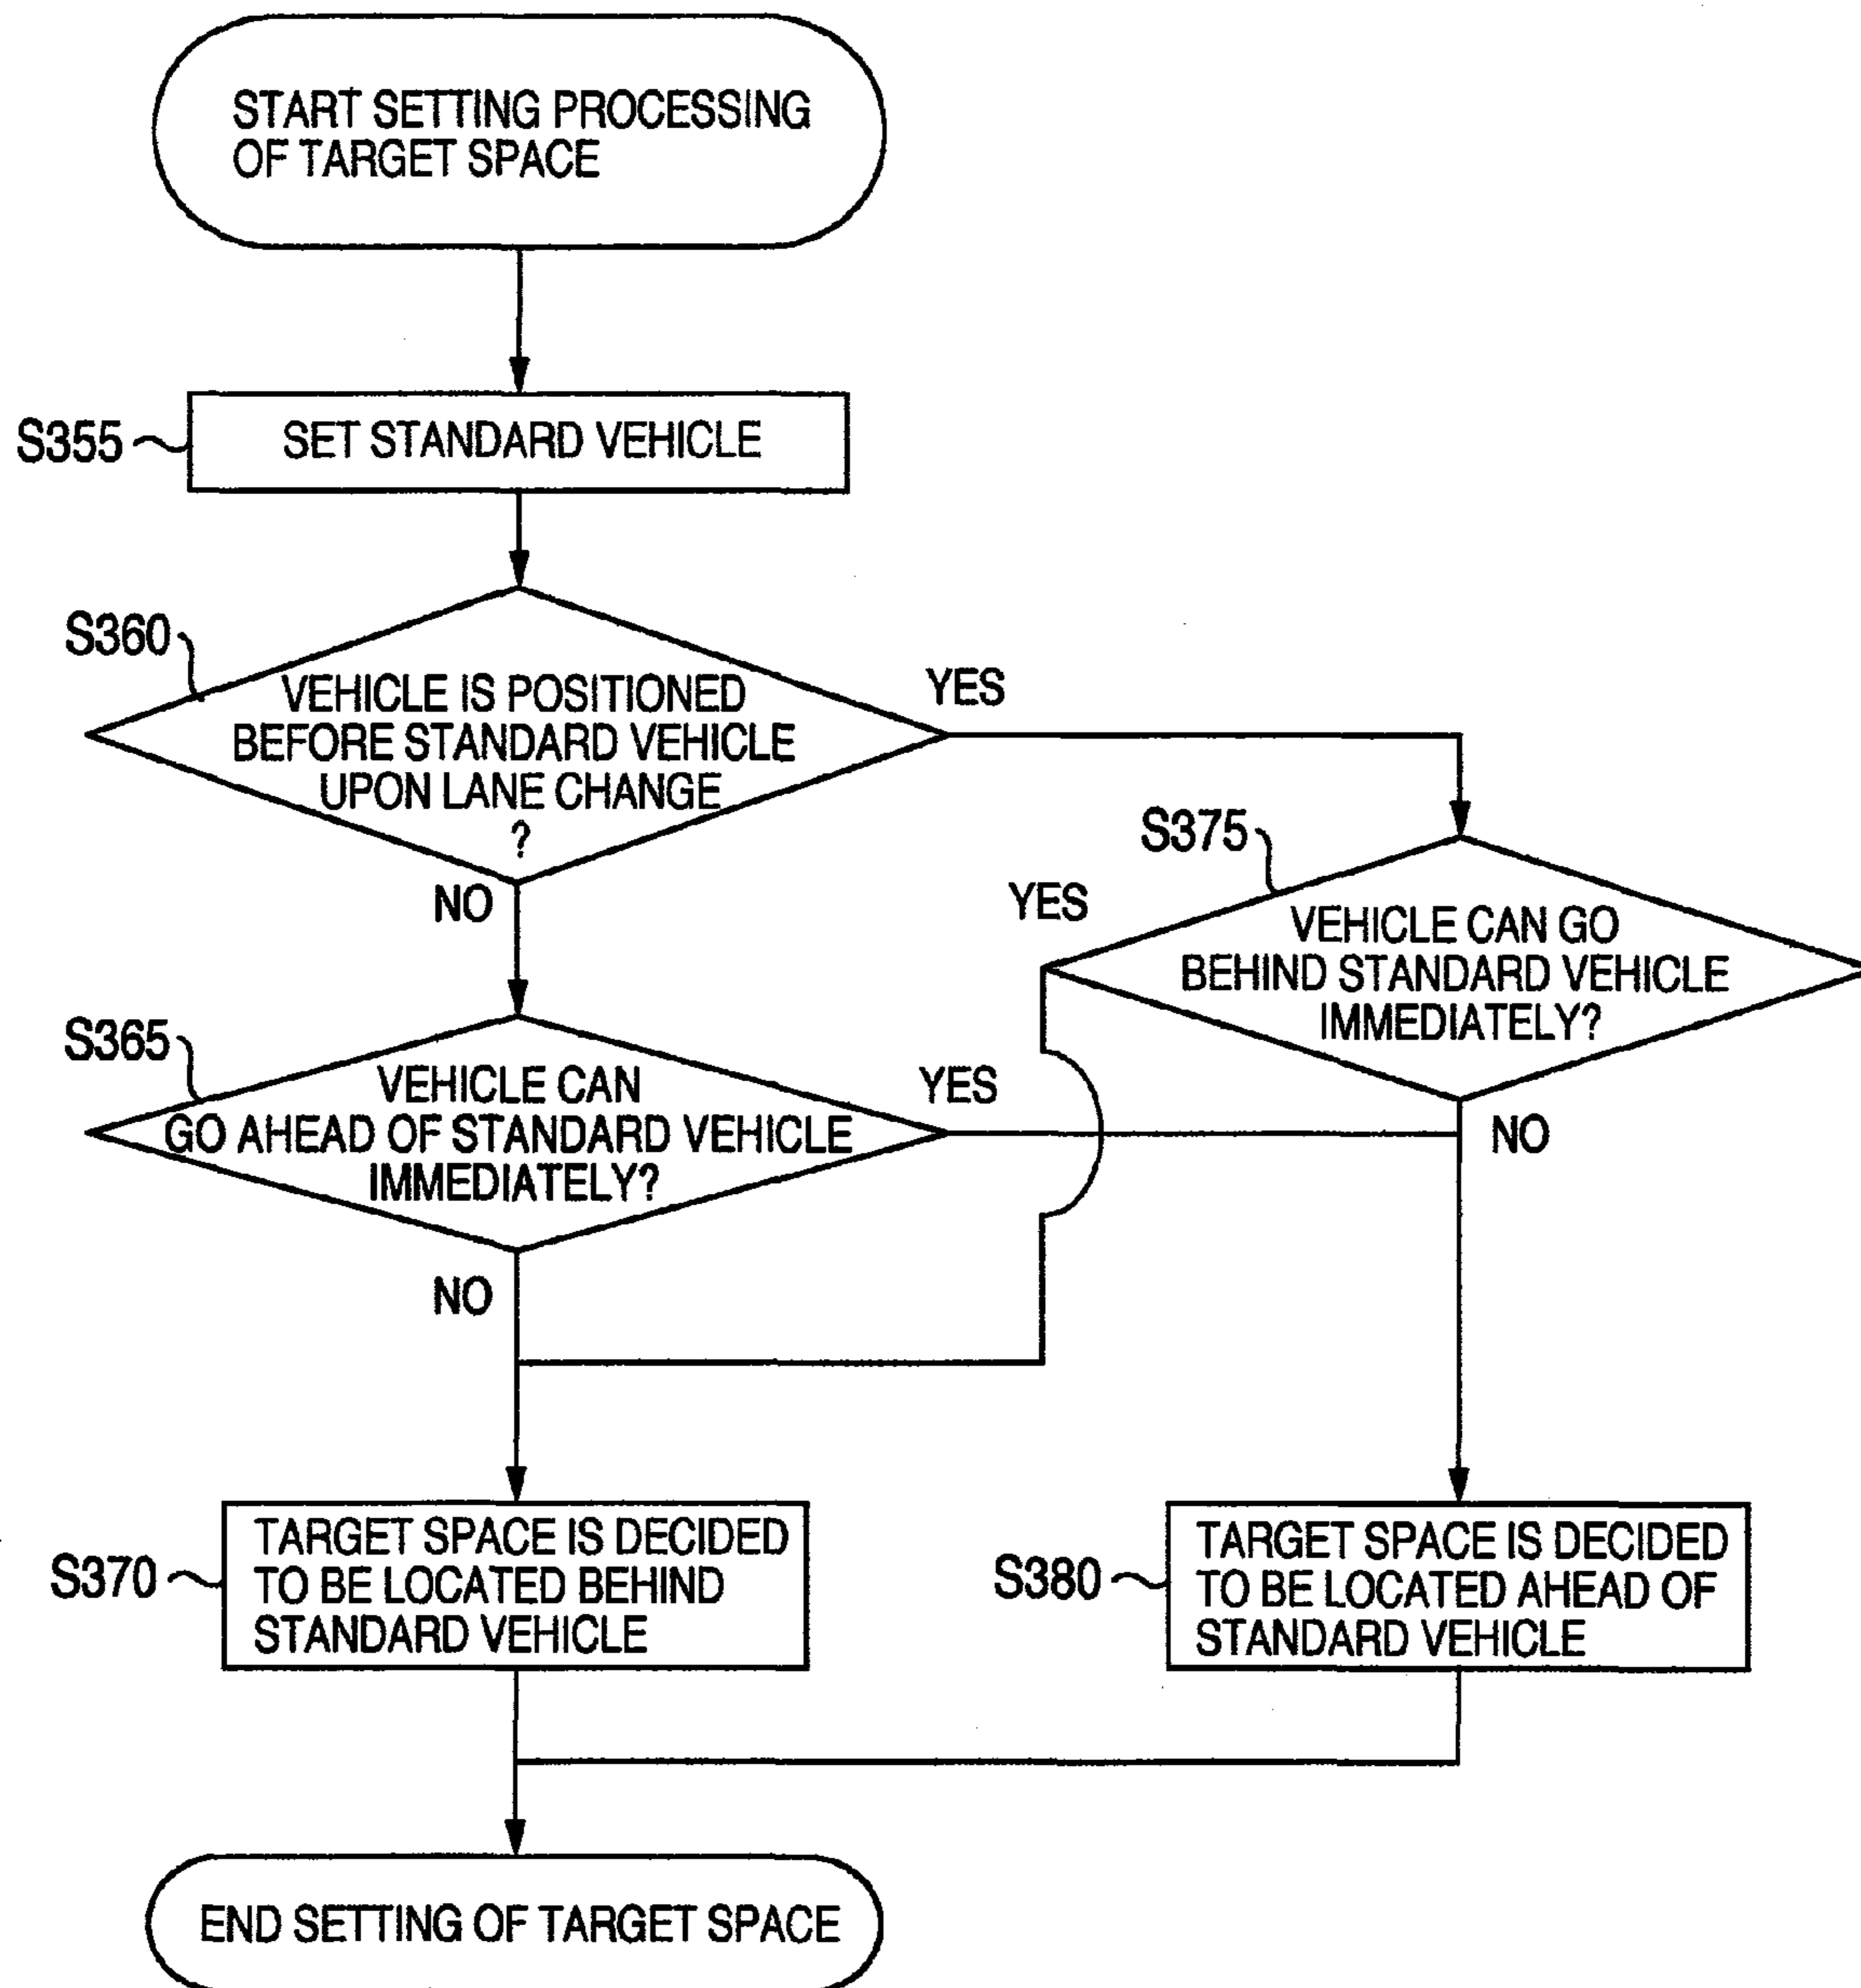 START SETTING PROCESSING
OF TARGET SPACE
S355
SET STANDARD VEHICLE
S360
VEHICLE IS POSITIONED
BEFORE STANDARD VEHICLE
UPON LANE CHANGE
?
YES
NO
S375
YES
VEHICLE CAN GO
BEHIND STANDARD VEHICLE
IMMEDIATELY?
NO
S365
VEHICLE CAN
GO AHEAD OF STANDARD VEHICLE
IMMEDIATELY?
YES
NO
S370
TARGET SPACE IS DECIDED
TO BE LOCATED BEHIND
STANDARD VEHICLE
S380
TARGET SPACE IS DECIDED
TO BE LOCATED AHEAD OF
STANDARD VEHICLE
END SETTING OF TARGET SPACE